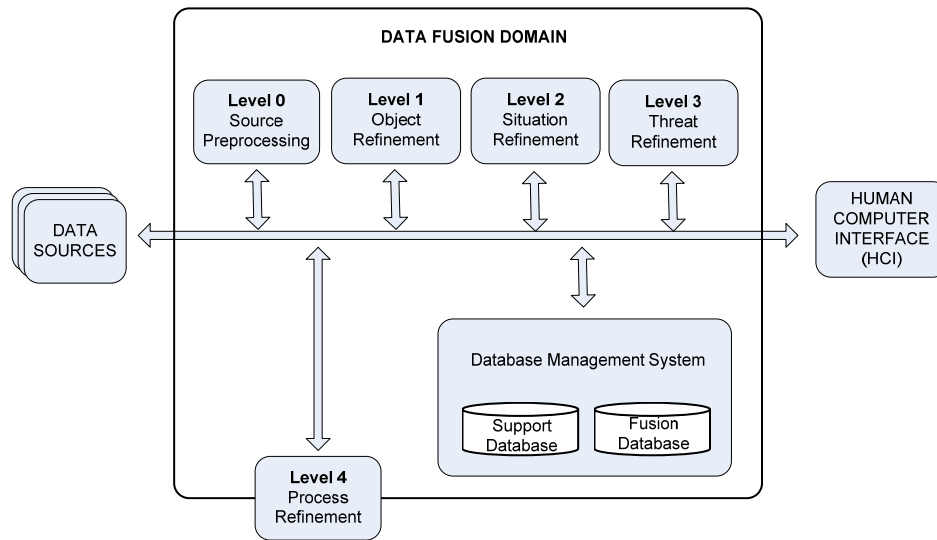 DATA FUSION DOMAIN
Level 0
Source
Preprocessing
Level 1
Object
Refinement
Level 2
Situation
Refinement
Level 3
Threat
Refinement
DATA
SOURCES
HUMAN
COMPUTER
INTERFACE
(HCI)
Database Management System
Support
Database
Fusion
Database
Level 4
Process
Refinement